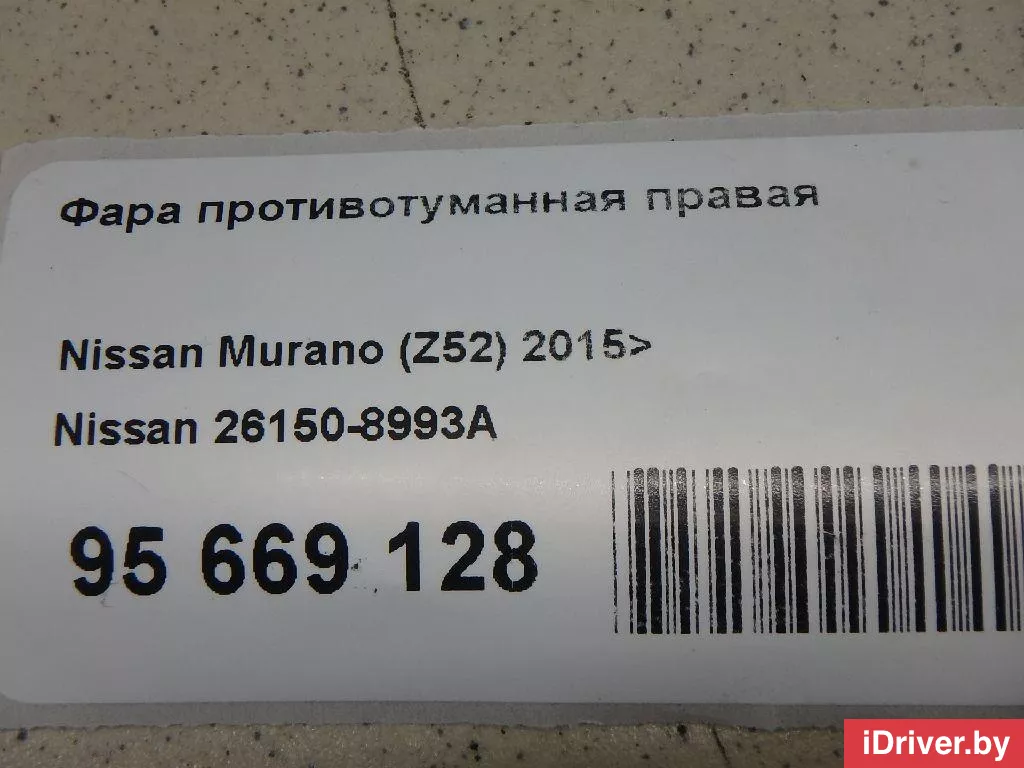 Фара противотуманная правая
Nissan Murano (Z52) 2015>
Nissan 26150-8993A
95 669 128
iDriver.by